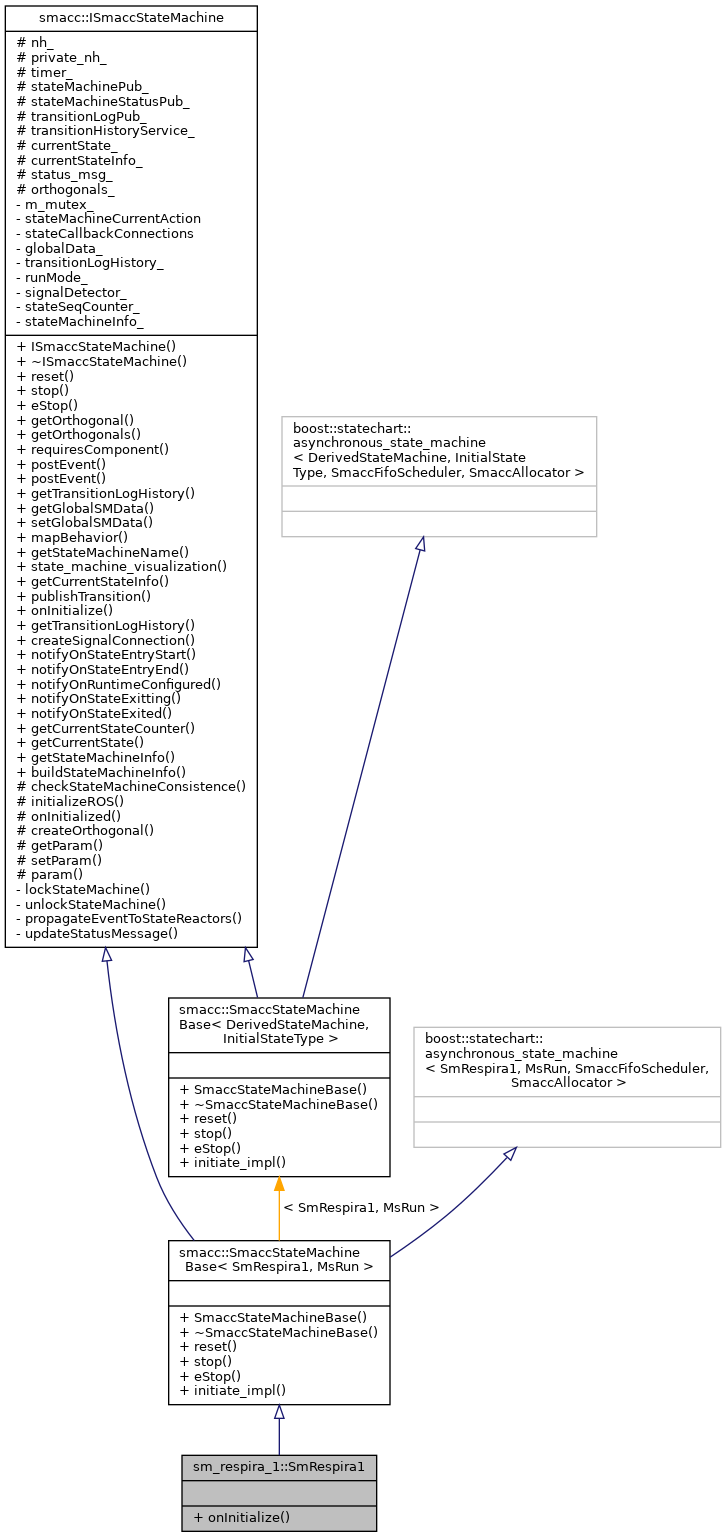 smacc::ISmaccStateMachine
# nh_
# private_nh_
# timer_
# stateMachinePub_
# stateMachineStatusPub_
# transitionLogPub_
# transitionHistoryService_
# currentState_
# currentStateInfo_
# status_msg_
# orthogonals_
- m_mutex_
- stateMachineCurrentAction
- stateCallbackConnections
- globalData_
- transitionLogHistory_
- runMode_
- signalDetector_
- stateSeqCounter_
- stateMachineInfo_
+ ISmaccStateMachine()
+ ~ISmaccStateMachine()
+ reset()
+ stop()
+ eStop()
+ getOrthogonal()
+ getOrthogonals()
+ requiresComponent()
+ postEvent()
+ postEvent()
+ getTransitionLogHistory()
+ getGlobalSMData()
+ setGlobalSMData()
+ mapBehavior()
+ getStateMachineName()
+ state_machine_visualization()
+ getCurrentStateInfo()
+ publishTransition()
+ onInitialize()
+ getTransitionLogHistory()
+ createSignalConnection()
+ notifyOnStateEntryStart()
+ notifyOnStateEntryEnd()
+ notifyOnRuntimeConfigured()
+ notifyOnStateExitting()
+ notifyOnStateExited()
+ getCurrentStateCounter()
+ getCurrentState()
+ getStateMachineInfo()
+ buildStateMachineInfo()
# checkStateMachineConsistence()
# initializeROS()
# onInitialized()
# createOrthogonal()
# getParam()
# setParam()
# param()
- lockStateMachine()
- unlockStateMachine()
- propagateEventToStateReactors()
- updateStatusMessage()
boost::statechart::
asynchronous_state_machine
< DerivedStateMachine, InitialState
Type, SmaccFifoScheduler, SmaccAllocator >
smacc::SmaccStateMachine
Base< DerivedStateMachine,
InitialStateType >
+ SmaccStateMachineBase()
+ ~SmaccStateMachineBase()
+ reset()
+ stop()
+ eStop()
+ initiate_impl()
boost::statechart::
asynchronous_state_machine
< SmRespira1, MsRun, SmaccFifoScheduler,
SmaccAllocator >
< SmRespira1, MsRun >
smacc::SmaccStateMachine
Base< SmRespira1, MsRun >
+ SmaccStateMachineBase()
+ ~SmaccStateMachineBase()
+ reset()
+ stop()
+ eStop()
+ initiate_impl()
sm_respira_1::SmRespira1
+ onInitialize()